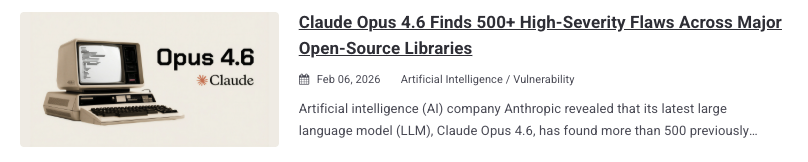 Opus 4.6
Claude
Claude Opus 4.6 Finds 500+ High-Severity Flaws Across Major
Open-Source Libraries
Feb 06, 2026 Artificial Intelligence / Vulnerability
Artificial intelligence (AI) company Anthropic revealed that its latest large
language model (LLM), Claude Opus 4.6, has found more than 500 previously…